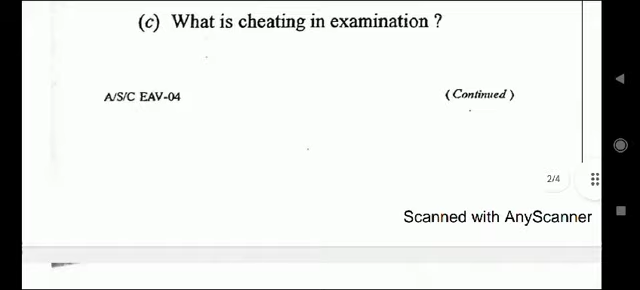 (c) What is cheating in examination ?
A/S/C EAV-04
( Continued )
2/4
Scanned with AnyScanner